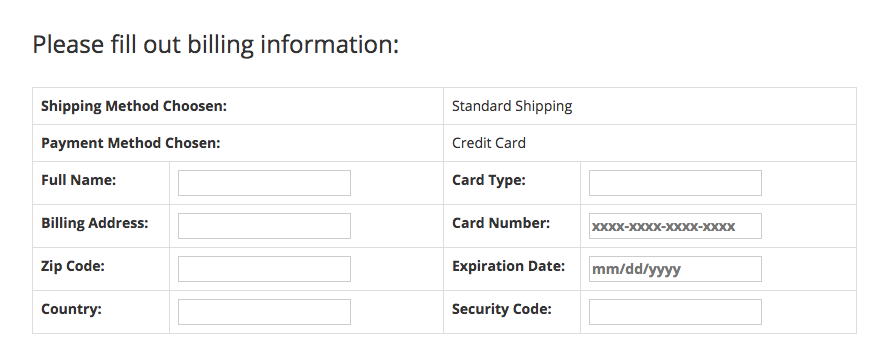 Please fill out billing information:
Shipping Method Choosen: Standard Shipping
Payment Method Chosen: Credit Card
Full Name: Card Type:
Billing Address: Card Number: xxxx-xxxx-xxxx-xxxx
Zip Code: Expiration Date: mm/dd/yyyy
Country: Security Code: